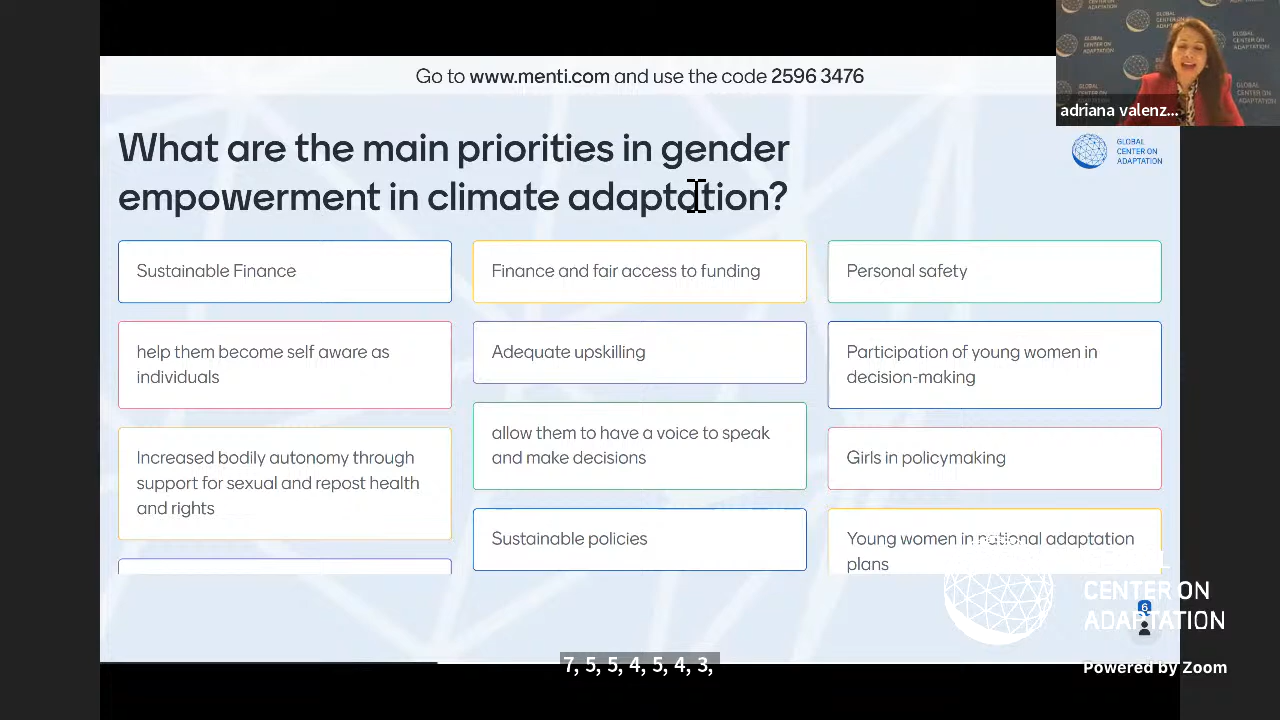 Go to www.menti.com and use the code 2596 3476
adriana valenz...
What are the main priorities in gender
empowerment in climate adaptation?
GLOBAL
CENTER ON
ADAPTATION
Sustainable Finance
help them become self aware as
individuals
Increased bodily autonomy through
support for sexual and repost health
and rights
Finance and fair access to funding
Adequate upskilling
allow them to have a voice to speak
and make decisions
Sustainable policies
Personal safety
Participation of young women in
decision-making
Girls in policymaking
Young women in national adaptation
plans
CENTER ON
ADAPTATION
6
7, 5, 5, 4, 5, 4, 3,
Powered by Zoom